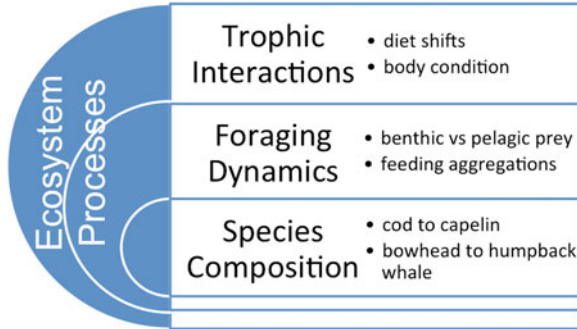 Ecosystem
Processes
Trophic
Interactions
• diet shifts
• body condition
Foraging
Dynamics
• benthic vs pelagic prey
• feeding aggregations
Species
Composition
• cod to capelin
• bowhead to humpback
whale